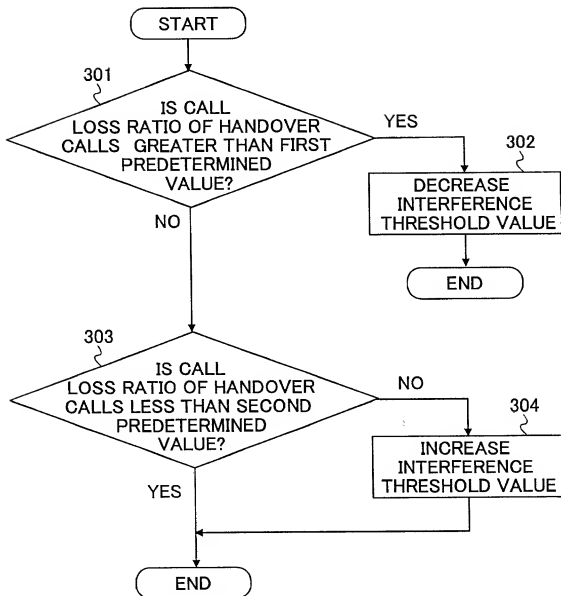 START
301
IS CALL
LOSS RATIO OF HANDOVER
CALLS GREATER THAN FIRST
PREDETERMINED
VALUE?
YES
302
DECREASE
INTERFERENCE
THRESHOLD VALUE
END
NO
303
IS CALL
LOSS RATIO OF HANDOVER
CALLS LESS THAN SECOND
PREDETERMINED
VALUE?
NO
304
INCREASE
INTERFERENCE
THRESHOLD VALUE
YES
END